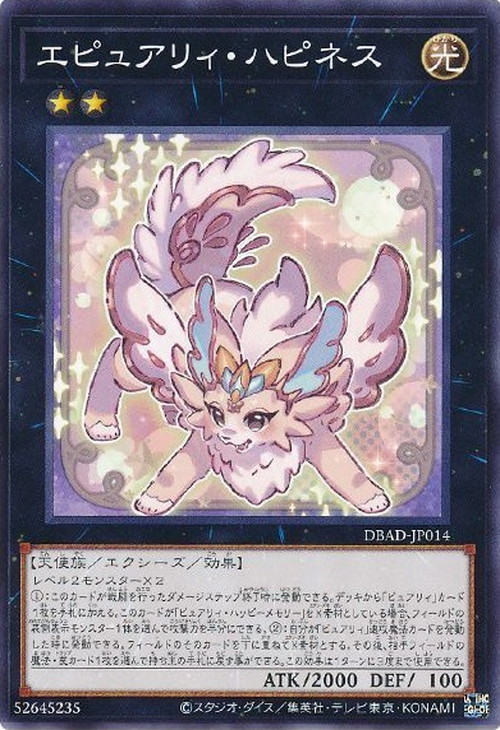 エピュアリィ・ハピネス
光
DBAD-JP014
【天使族/エクシーズ/効果】
レベル2モンスター×2
①:このカードが戦闘を行ったダメージステップ終了時に発動できる。デッキから「ピュアリィ」カード
1枚を手札に加える。このカードが「ピュアリィ・ハッピーメモリー」をX素材としている場合、フィールドの
表側表示モンスター1体を選んで攻撃力を半分にできる。②:自分が「ピュアリィ」速攻魔法カードを発動
した時に発動できる。フィールドのそのカードを下に重ねてX素材とする。その後、相手フィールドの
魔法・罠カード1枚を選んで持ち主の手札に戻す事ができる。この効果は1ターンに3度まで使用できる。
ATK/2000 DEF/ 100
52645235
©スタジオ・ダイス/集英社・テレビ東京・KONAMI